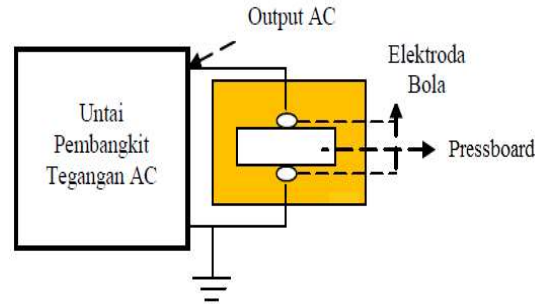 Output AC
Elektroda
Bola
Untai
Pembangkit
Tegangan AC
Pressboard